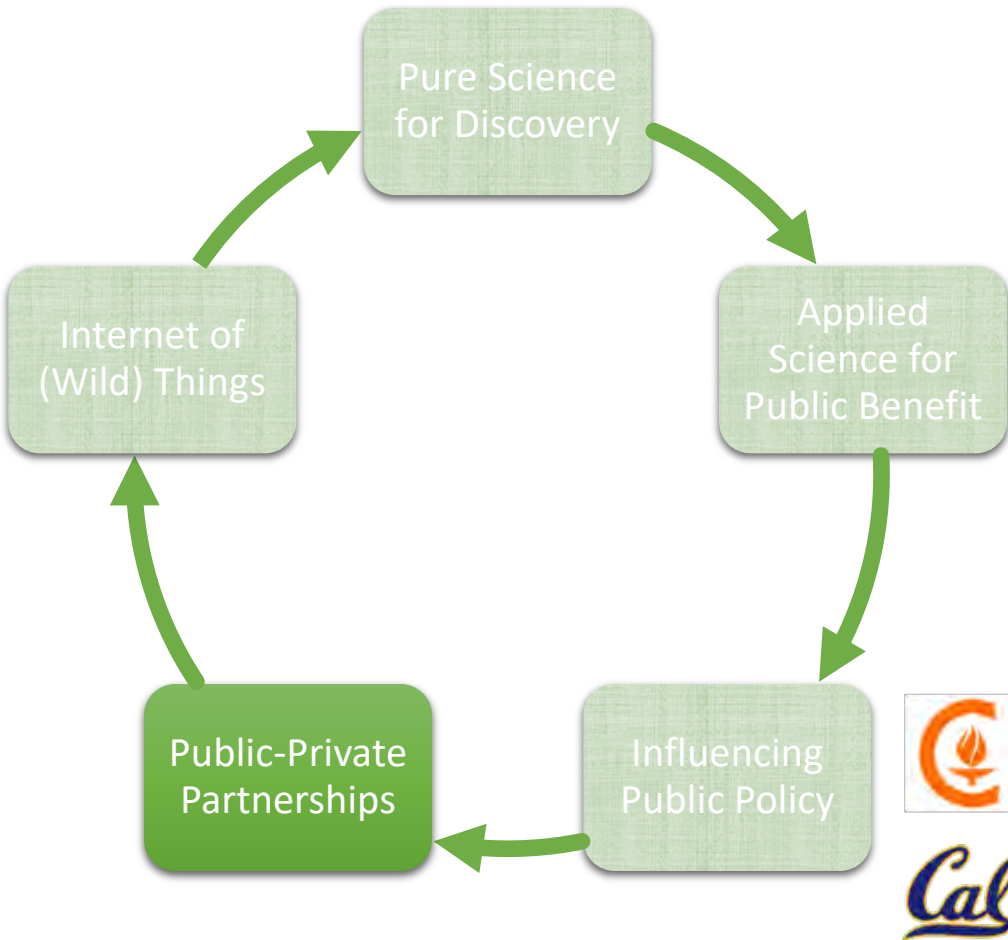 Pure Science
for Discovery
Internet of
(Wild) Things
Applied
Science for
Public Benefit
Public-Private
Partnerships
Influencing
Public Policy
Cal